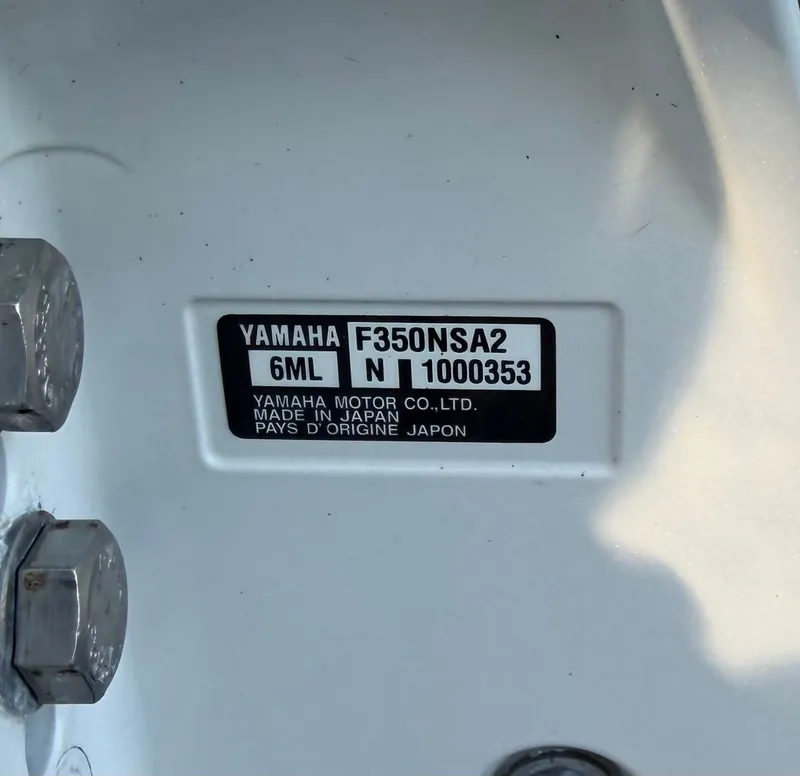 YAMAHA F350NSA2
6ML N 1000353
YAMAHA MOTOR CO.,LTD.
MADE IN JAPAN
PAYS D'ORIGINE JAPON